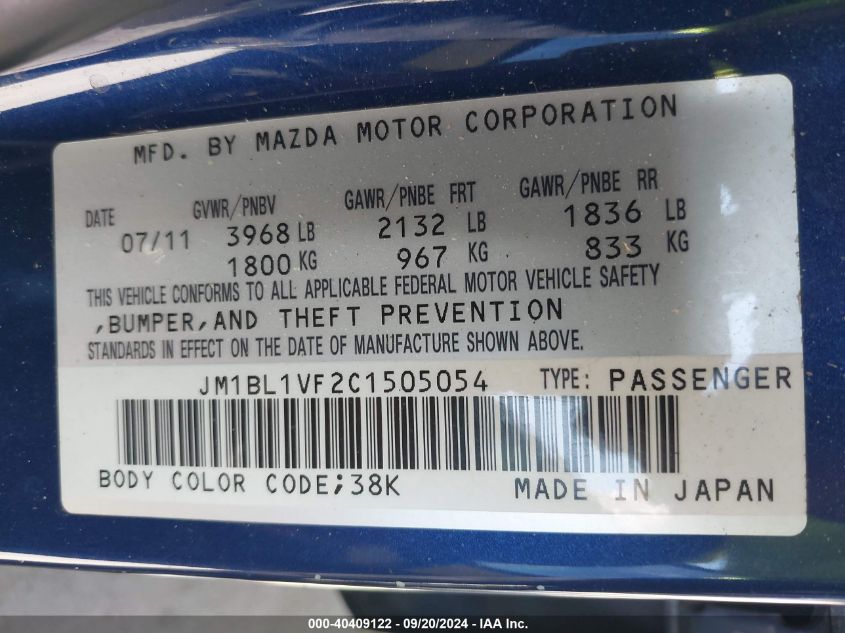 MFD. BY MAZDA MOTOR CORPORATION
DATE GVWR/PNBV GAWR/PNBE FRT GAWR/PNBE RR
07/11 3968 LB 2132 LB 1836 LB
1800 KG 967 KG 833 KG
THIS VEHICLE CONFORMS TO ALL APPLICABLE FEDERAL MOTOR VEHICLE SAFETY
,BUMPER,AND THEFT PREVENTION
STANDARDS IN EFFECT ON THE DATE OF MANUFACTURE SHOWN ABOVE.
JM1BL1VF2C1505054 TYPE: PASSENGER
BODY COLOR CODE;38K MADE IN JAPAN
000-40409122 - 09/20/2024 - IAA Inc.